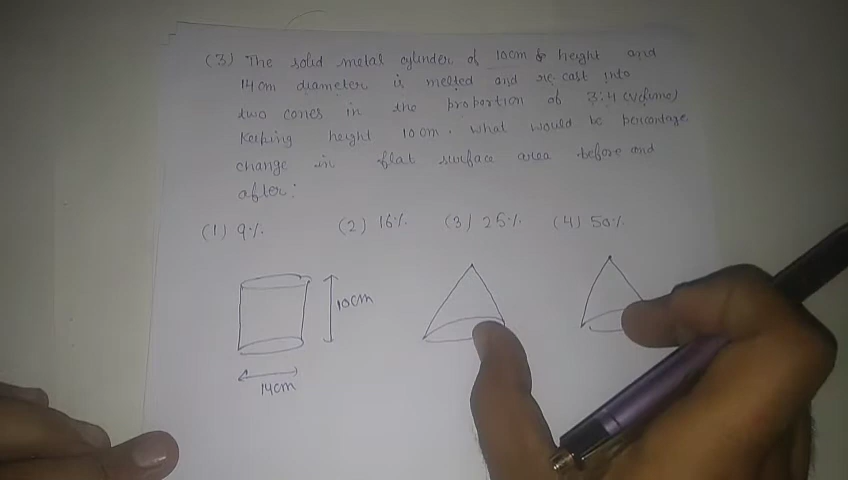 (3) The solid metal cylinder of 10cm & height and
14cm diameter is melted and re-cast into
two cones in the proportion of 3:4 (volume)
Keeping height 10cm. what would be percentage
change in flat surface area before and
after:
(1) 9% (2) 16% (3) 25% (4) 50%
10cm
14cm